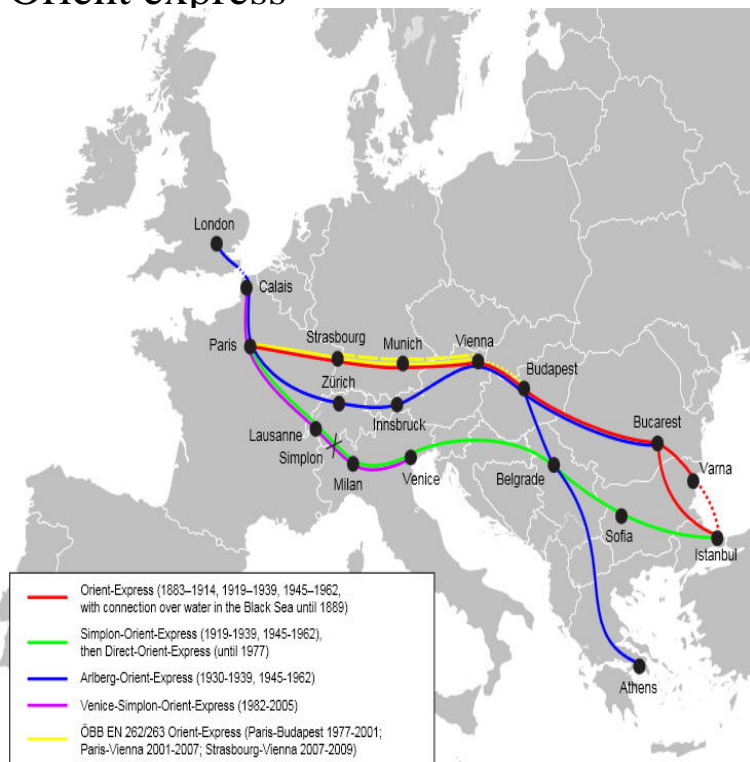 Orient express
London
Calais
Paris
Strasbourg
Munich
Vienna
Budapest
Zürich
Innsbruck
Bucarest
Lausanne
Simplon
Milan
Venice
Belgrade
Varna
Sofia
Istanbul
Athens
Orient-Express (1883–1914, 1919–1939, 1945–1962,
with connection over water in the Black Sea until 1889)
Simplon-Orient-Express (1919-1939, 1945-1962),
then Direct-Orient-Express (until 1977)
Arlberg-Orient-Express (1930-1939, 1945-1962)
Venice-Simplon-Orient-Express (1982-2005)
ÖBB EN 262/263 Orient-Express (Paris-Budapest 1977-2001;
Paris-Vienna 2001-2007; Strasbourg-Vienna 2007-2009)